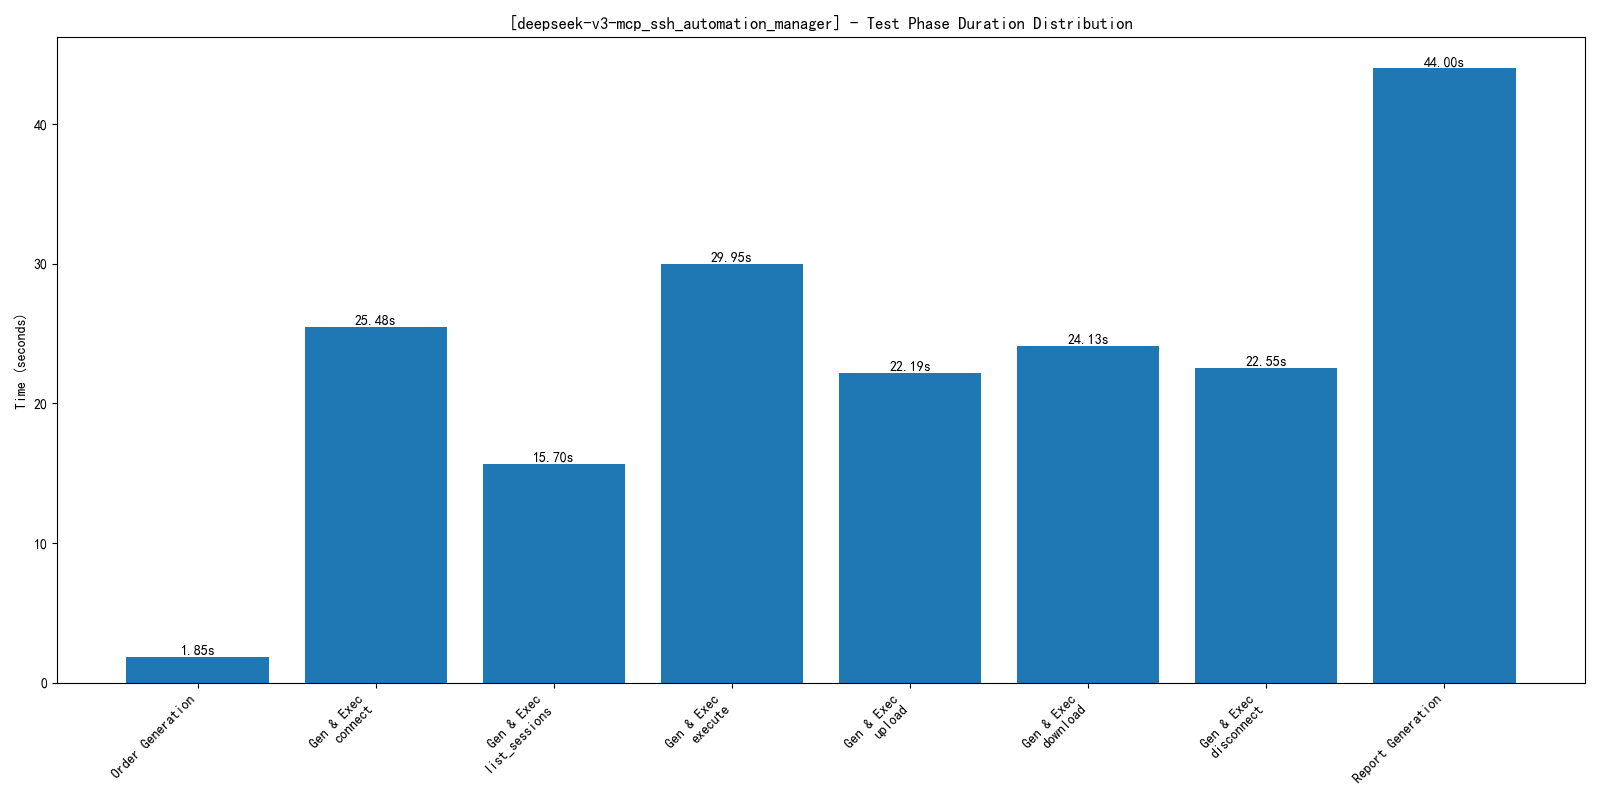 [deepseek-v3-mcp_ssh_automation_manager] - Test Phase Duration Distribution
Time (seconds)
40
30
20
10
0
1.85s
25.48s
15.70s
29.95s
22.19s
24.13s
22.55s
44.00s
Order Generation
Gen & Exec
connect
Gen & Exec
list_sessions
Gen & Exec
execute
Gen & Exec
upload
Gen & Exec
download
Gen & Exec
disconnect
Report Generation